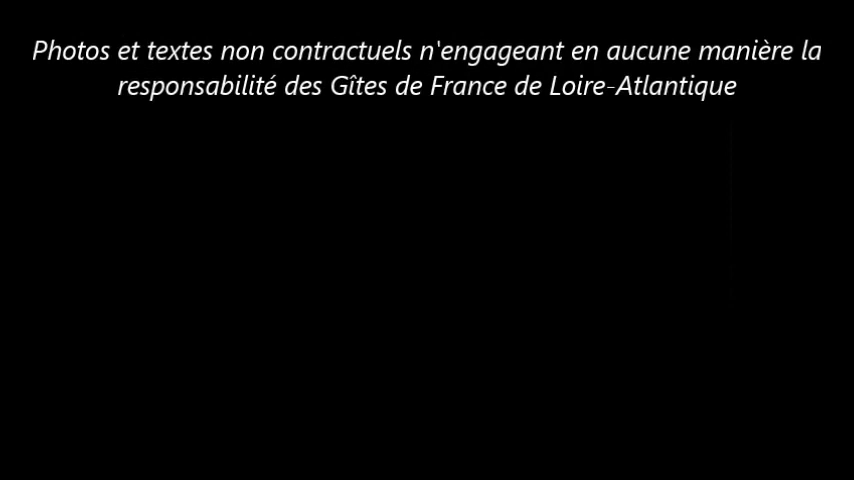 Photos et textes non contractuels n'engageant en aucune manière la
responsabilité des Gîtes de France de Loire-Atlantique